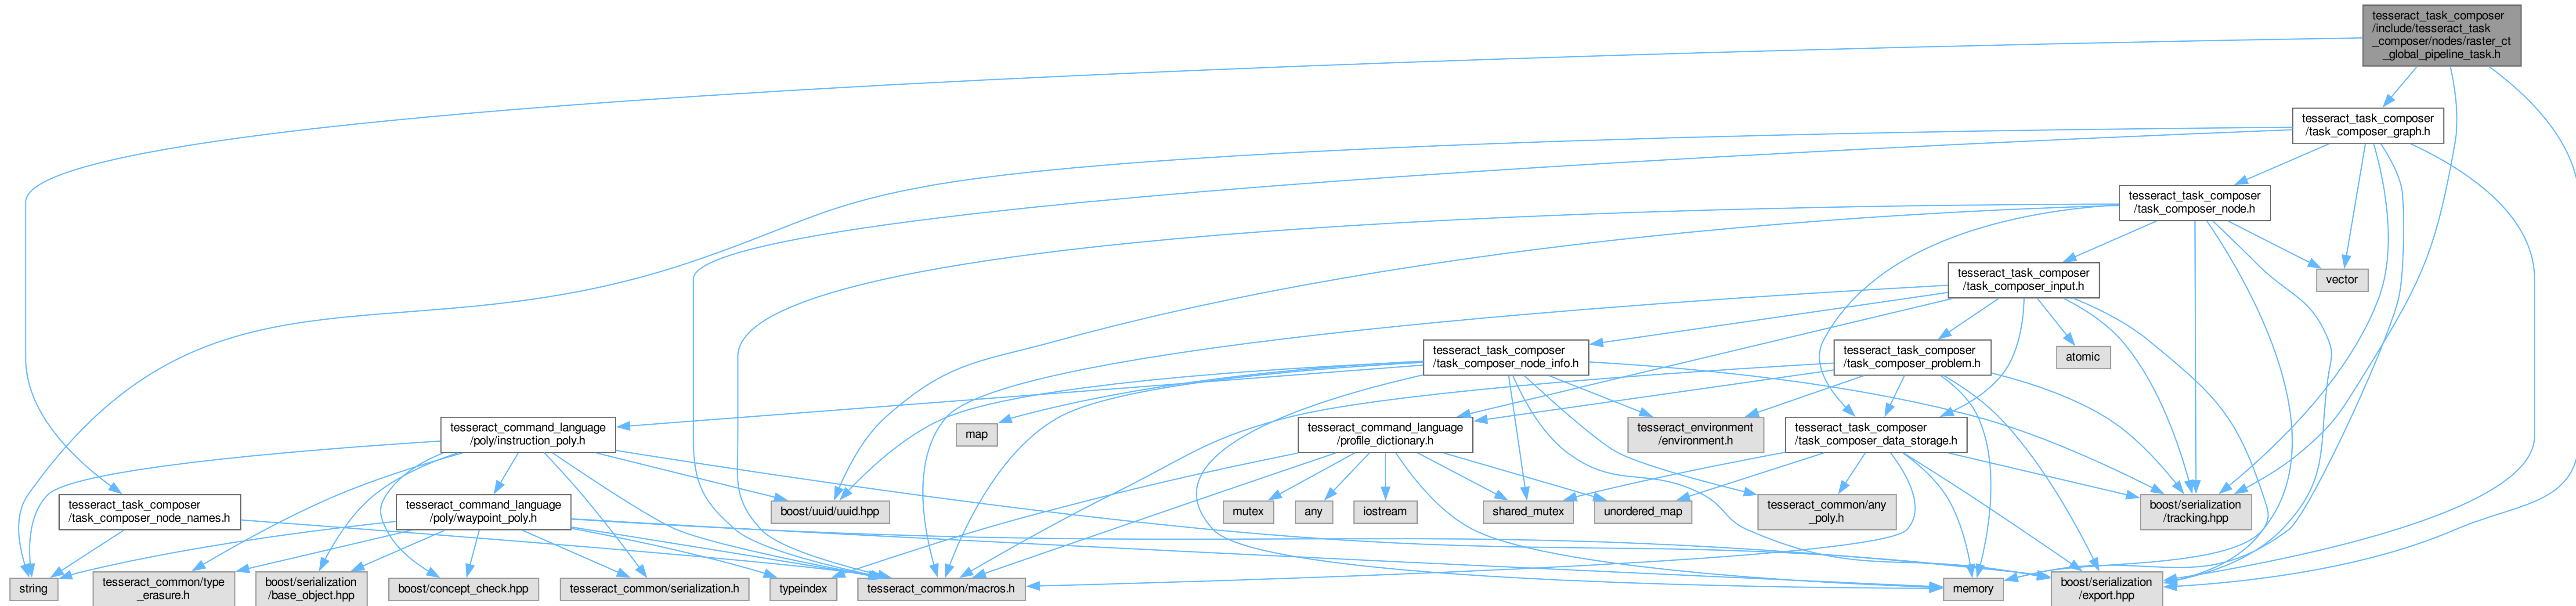 tesseract_task_composer
/include/tesseract_task
_composer/nodes/raster_ct
_global_pipeline_task.h
tesseract_task_composer
/task_composer_graph.h
tesseract_task_composer
/task_composer_node.h
tesseract_task_composer
/task_composer_input.h
vector
tesseract_task_composer
/task_composer_node_info.h
tesseract_task_composer
/task_composer_problem.h
atomic
tesseract_command_language
/poly/instruction_poly.h
map
tesseract_command_language
/profile_dictionary.h
tesseract_environment
/environment.h
tesseract_task_composer
/task_composer_data_storage.h
tesseract_task_composer
/task_composer_node_names.h
tesseract_command_language
/poly/waypoint_poly.h
boost/uuid/uuid.hpp
mutex
any
iostream
shared_mutex
unordered_map
tesseract_common/any
_poly.h
boost/serialization
/tracking.hpp
string
tesseract_common/type
_erasure.h
boost/serialization
/base_object.hpp
boost/concept_check.hpp
tesseract_common/serialization.h
typeindex
tesseract_common/macros.h
memory
boost/serialization
/export.hpp